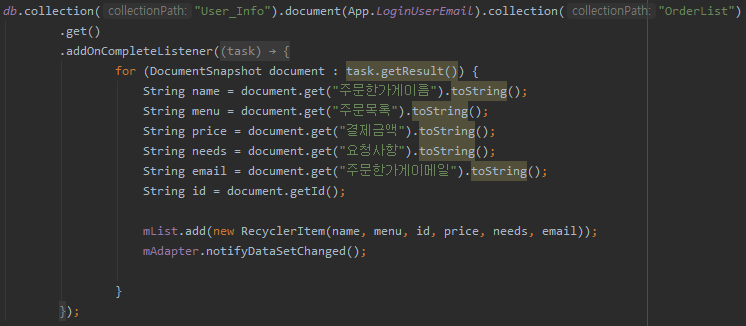 db.collection( collectionPath: "User_Info").document(App.LoginUserEmail).collection( collectionPath: "OrderList")
.get()
.addOnCompleteListener((task) → {
for (DocumentSnapshot document : task.getResult()) {
String name = document.get("주문한가게이름").toString();
String menu = document.get("주문목록").toString();
String price = document.get("결제금액").toString();
String needs = document.get("요청사항").toString();
String email = document.get("주문한가게이메일").toString();
String id = document.getId();
mList.add(new RecyclerItem(name, menu, id, price, needs, email));
mAdapter.notifyDataSetChanged();
}
});